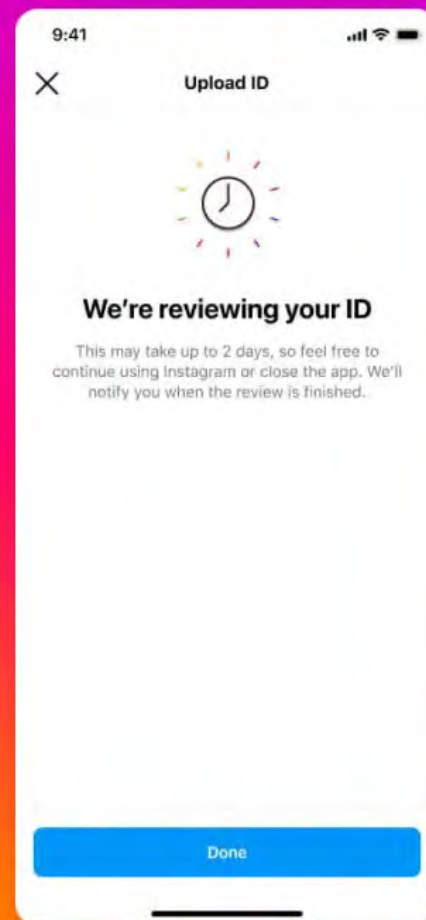 9:41
Upload ID
We're reviewing your ID
This may take up to 2 days, so feel free to
continue using Instagram or close the app. We'll
notify you when the review is finished.
Done